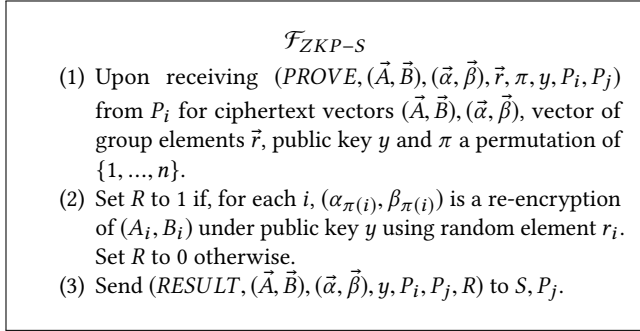 ℱ_{ZKP−S}
(1) Upon receiving (PROVE, (A⃗, B⃗), (α⃗, β⃗), r⃗, π, y, P_i, P_j)
from P_i for ciphertext vectors (A⃗, B⃗), (α⃗, β⃗), vector of
group elements r⃗, public key y and π a permutation of
{1, ..., n}.
(2) Set R to 1 if, for each i, (α_{π(i)}, β_{π(i)}) is a re-encryption
of (A_i, B_i) under public key y using random element r_i.
Set R to 0 otherwise.
(3) Send (RESULT, (A⃗, B⃗), (α⃗, β⃗), y, P_i, P_j, R) to S, P_j.